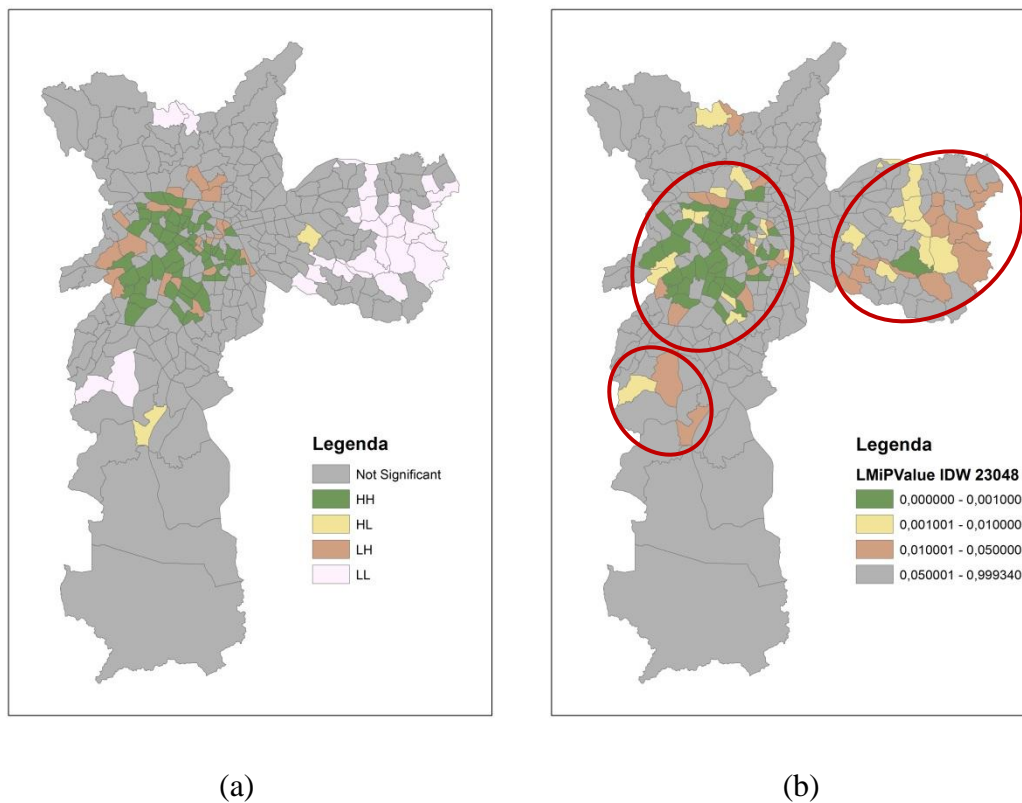 Legenda
Not Significant
HH
HL
LH
LL
Legenda
LMiPValue IDW 23048
0,000000 - 0,001000
0,001001 - 0,010000
0,010001 - 0,050000
0,050001 - 0,999340
(a)
(b)